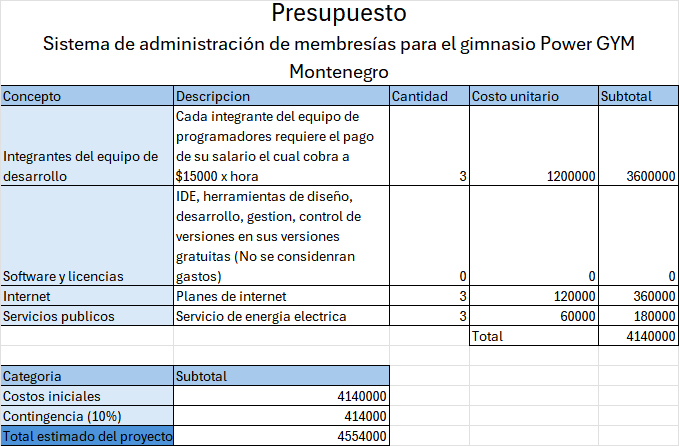 Presupuesto
Sistema de administración de membresías para el gimnasio Power GYM
Montenegro
Concepto Descripcion Cantidad Costo unitario Subtotal
Cada integrante del equipo de
programadores requiere el pago
Integrantes del equipo de de su salario el cual cobra a
desarrollo $15000 x hora 3 1200000 3600000
IDE, herramientas de diseño,
desarrollo, gestion, control de
versiones en sus versiones
gratuitas (No se considenran
Software y licencias gastos) 0 0 0
Internet Planes de internet 3 120000 360000
Servicios publicos Servicio de energia electrica 3 60000 180000
Total 4140000
Categoria Subtotal
Costos iniciales 4140000
Contingencia (10%) 414000
Total estimado del proyecto 4554000